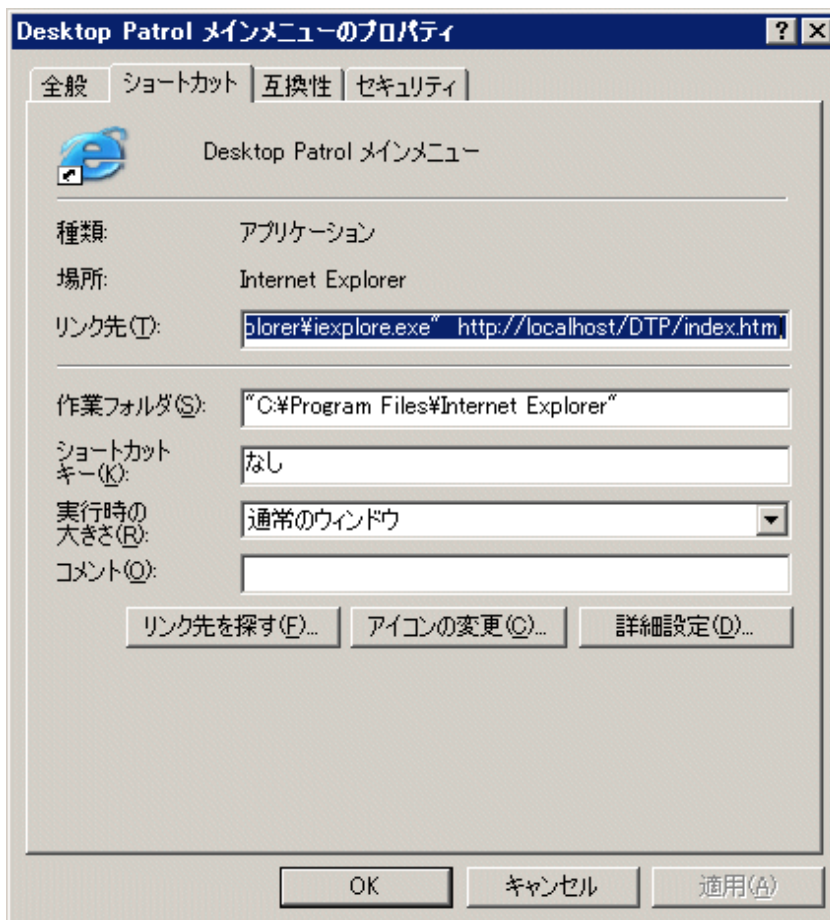 Desktop Patrol メインメニューのプロパティ
全般 ショートカット 互換性 セキュリティ
Desktop Patrol メインメニュー
種類: アプリケーション
場所: Internet Explorer
リンク先(T): plorer¥iexplore.exe" http://localhost/DTP/index.htm
作業フォルダ(S): "C:¥Program Files¥Internet Explorer"
ショートカット
キー(K): なし
実行時の
大きさ(R): 通常のウィンドウ
コメント(O):
リンク先を探す(F)... アイコンの変更(C)... 詳細設定(D)...
OK キャンセル 適用(A)